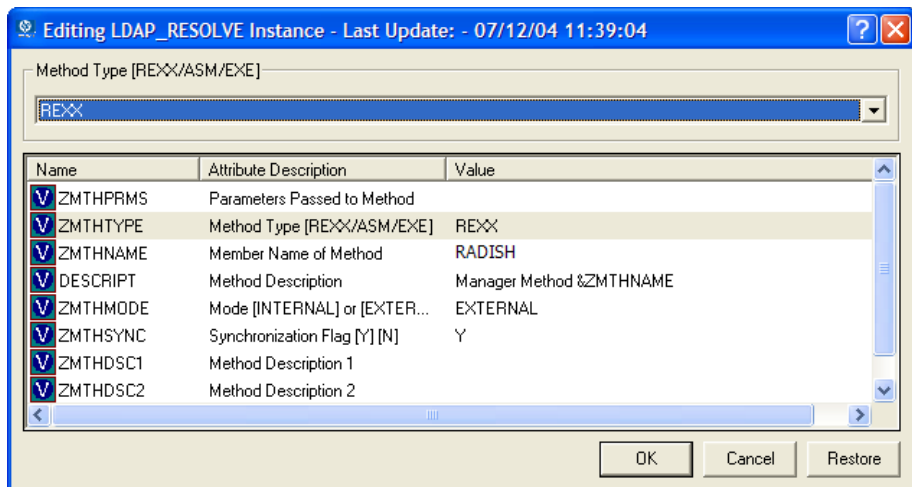 Editing LDAP_RESOLVE Instance - Last Update: - 07/12/04 11:39:04
Method Type [REXX/ASM/EXE]
REXX
Name Attribute Description Value
V ZMTHPRMS Parameters Passed to Method
V ZMTHTYPE Method Type [REXX/ASM/EXE] REXX
V ZMTHNAME Member Name of Method RADISH
V DESCRIPT Method Description Manager Method &ZMTHNAME
V ZMTHMODE Mode [INTERNAL] or [EXTER... EXTERNAL
V ZMTHSYNC Synchronization Flag [Y] [N] Y
V ZMTHDSC1 Method Description 1
V ZMTHDSC2 Method Description 2
OK Cancel Restore